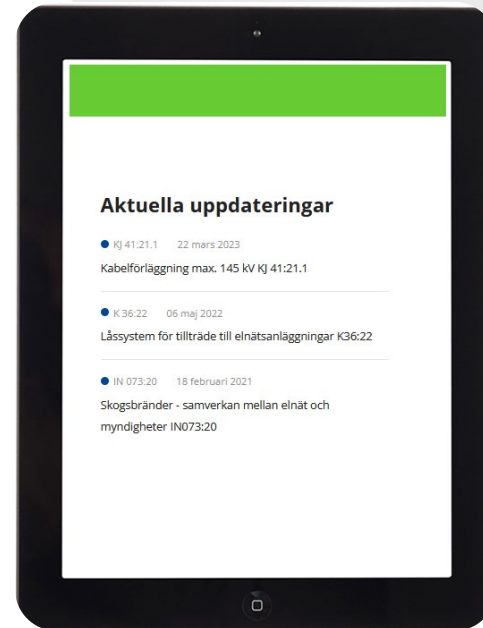 Aktuella uppdateringar
KJ 41:21.1 22 mars 2023
Kabelförläggning max. 145 kV KJ 41:21.1
K 36:22 06 maj 2022
Låssystem för tillträde till elnätsanläggningar K36:22
IN 073:20 18 februari 2021
Skogsbränder - samverkan mellan elnät och
myndigheter IN073:20